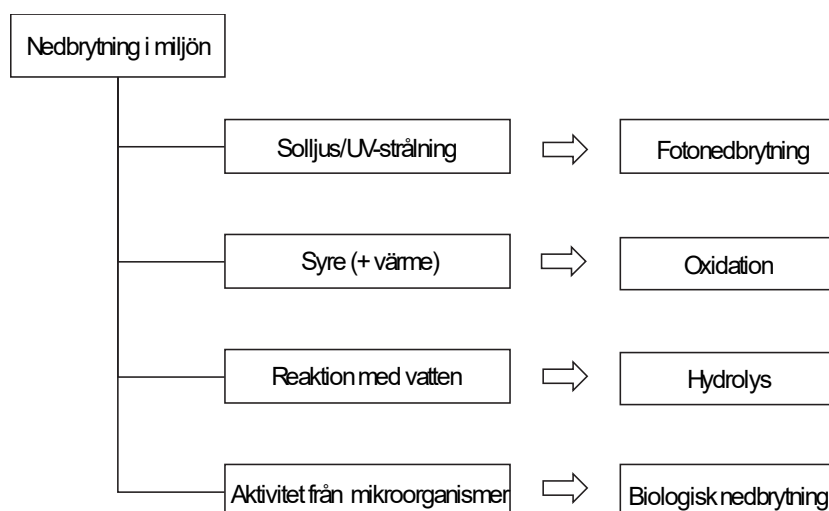 Nedbrytning i miljön
Solljus/UV-strålning
Fotonedbrytning
Syre (+ värme)
Oxidation
Reaktion med vatten
Hydrolys
Aktivitet från mikroorganismer
Biologisk nedbrytning